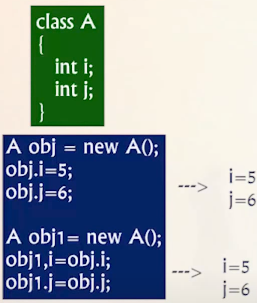 class A
{
int i;
int j;
}
A obj = new A();
obj.i=5;
obj.j=6;
---> i=5
j=6
A obj1= new A();
obj1,i=obj.i;
obj1.j=obj.j;
---> i=5
j=6